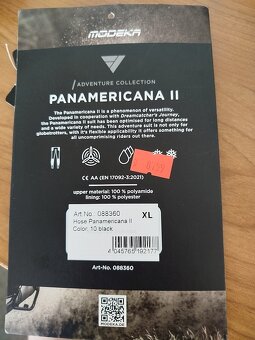 MODEKA
ADVENTURE COLLECTION
PANAMERICANA II
The Panamericana II is a phenomenon of versatility.
Developed in cooperation with Dreamcatcher's Journey,
the Panamericana II suit has been optimised for long distances
and a wide variety of needs. This adventure suit is not only for
globetrotters, with it's flexible applicability it offers something for
all uncompromising sports riders.
CE AA (EN 17092-3:2021)
upper material: 100 % polyamide
lining: 100 % polyester
Art-No.: 088360 XL
Hose Panamericana II
Color: 10 black
4 045765 192177
Art-No. 088360
MODEKA.DE